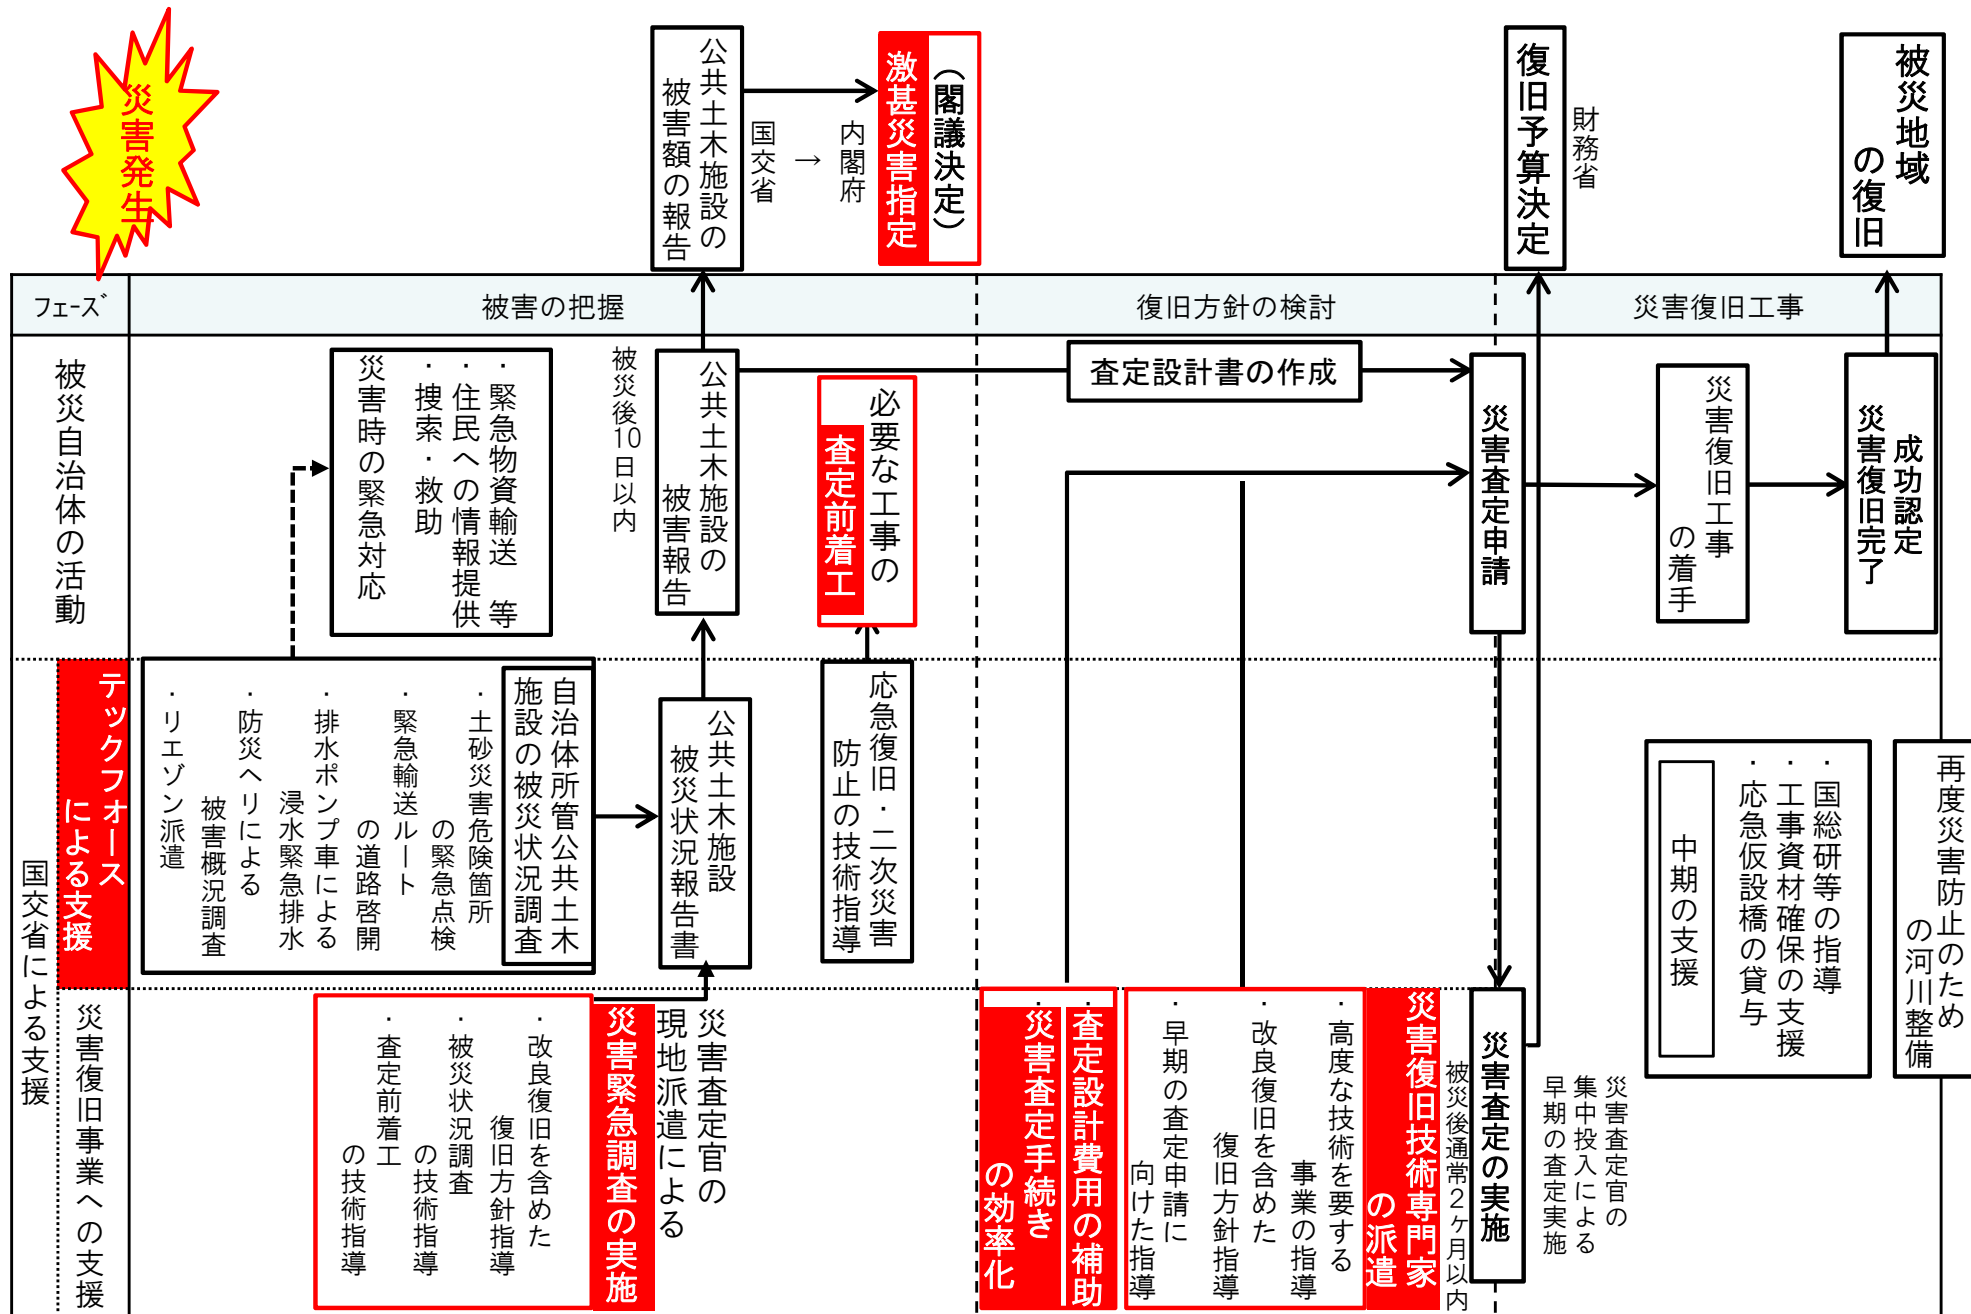 災害発生
公共土木施設の
被害額の報告
国交省
→
内閣府
激甚災害指定
（閣議決定）
復旧予算決定
財務省
被災地域
の復旧
フェーズ
被害の把握
復旧方針の検討
災害復旧工事
被災自治体の活動
災害時の緊急対応
・緊急物資輸送　等
・住民への情報提供
・捜索・救助
被災後10日以内
公共土木施設の
被害報告
必要な工事の
査定前着工
査定設計書の作成
災害査定申請
災害復旧工事
の着手
成功認定
災害復旧完了
国交省による支援
テックフォース
による支援
・リエゾン派遣
・防災ヘリによる
被害概況調査
・排水ポンプ車による
浸水緊急排水
・緊急輸送ルート
の道路啓開
・土砂災害危険箇所
の緊急点検
自治体所管公共土木
施設の被災状況調査
公共土木施設
被災状況報告書
応急復旧・二次災害
防止の技術指導
中期の支援
・国総研等の指導
・工事資材確保の支援
・応急仮設橋の貸与
再度災害防止のため
の河川整備
災害復旧事業への支援
災害査定官の
現地派遣による
災害緊急調査の実施
・改良復旧を含めた
復旧方針指導
・被災状況調査
の技術指導
・査定前着工
の技術指導
・査定設計費用の補助
・災害査定手続き
の効率化
災害復旧技術専門家
の派遣
・高度な技術を要する
事業の指導
・改良復旧を含めた
復旧方針指導
・早期の査定申請に
向けた指導
被災後通常2ヶ月以内
災害査定の実施
災害査定官の
集中投入による
早期の査定実施